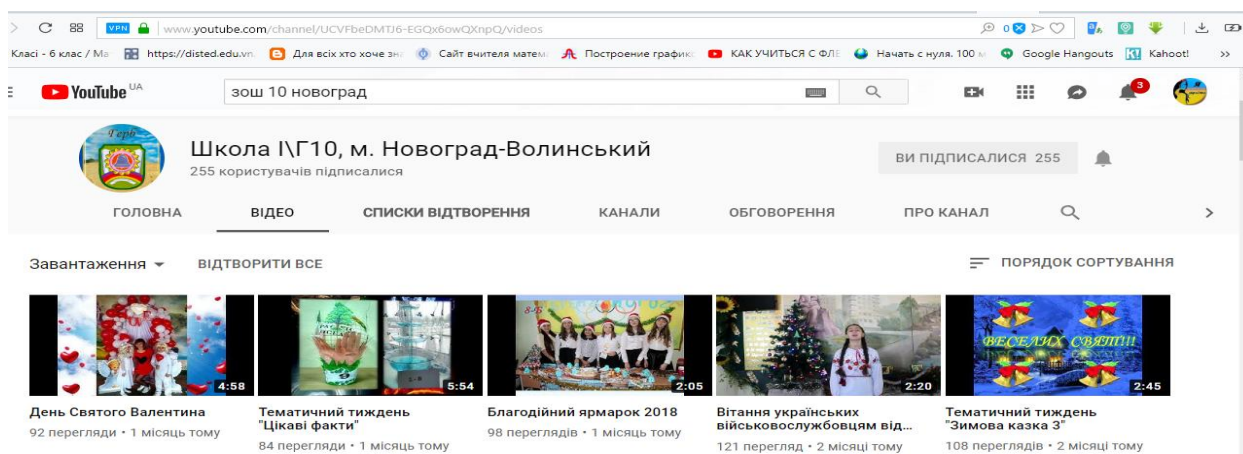 VPN www.youtube.com/channel/UCVFbeDMTJ6-EGQx6owQXnpQ/videos 0
Класі - 6 клас / Ма https://disted.edu.vn. Для всіх хто хоче зна Сайт вчителя матем Построение график КАК УЧИТЬСЯ С ФЛЕ Начать с нуля. 100 м Google Hangouts Kahoot! »
YouTube UA зош 10 новоград 3
Герб
Школа І\Г10, м. Новоград-Волинський
255 користувачів підписалися
ВИ ПІДПИСАЛИСЯ 255
ГОЛОВНА ВІДЕО СПИСКИ ВІДТВОРЕННЯ КАНАЛИ ОБГОВОРЕННЯ ПРО КАНАЛ
Завантаження ВІДТВОРИТИ ВСЕ ПОРЯДОК СОРТУВАННЯ
8-Б
ВЕСЕЛИХ СВЯТ!!!
4:58 5:54 2:05 2:20 2:45
День Святого Валентина
92 перегляди • 1 місяць тому
Тематичний тиждень
"Цікаві факти"
84 перегляди • 1 місяць тому
Благодійний ярмарок 2018
98 переглядів • 1 місяць тому
Вітання українських
військовослужбовцям від...
121 перегляд • 2 місяці тому
Тематичний тиждень
"Зимова казка 3"
108 переглядів • 2 місяці тому